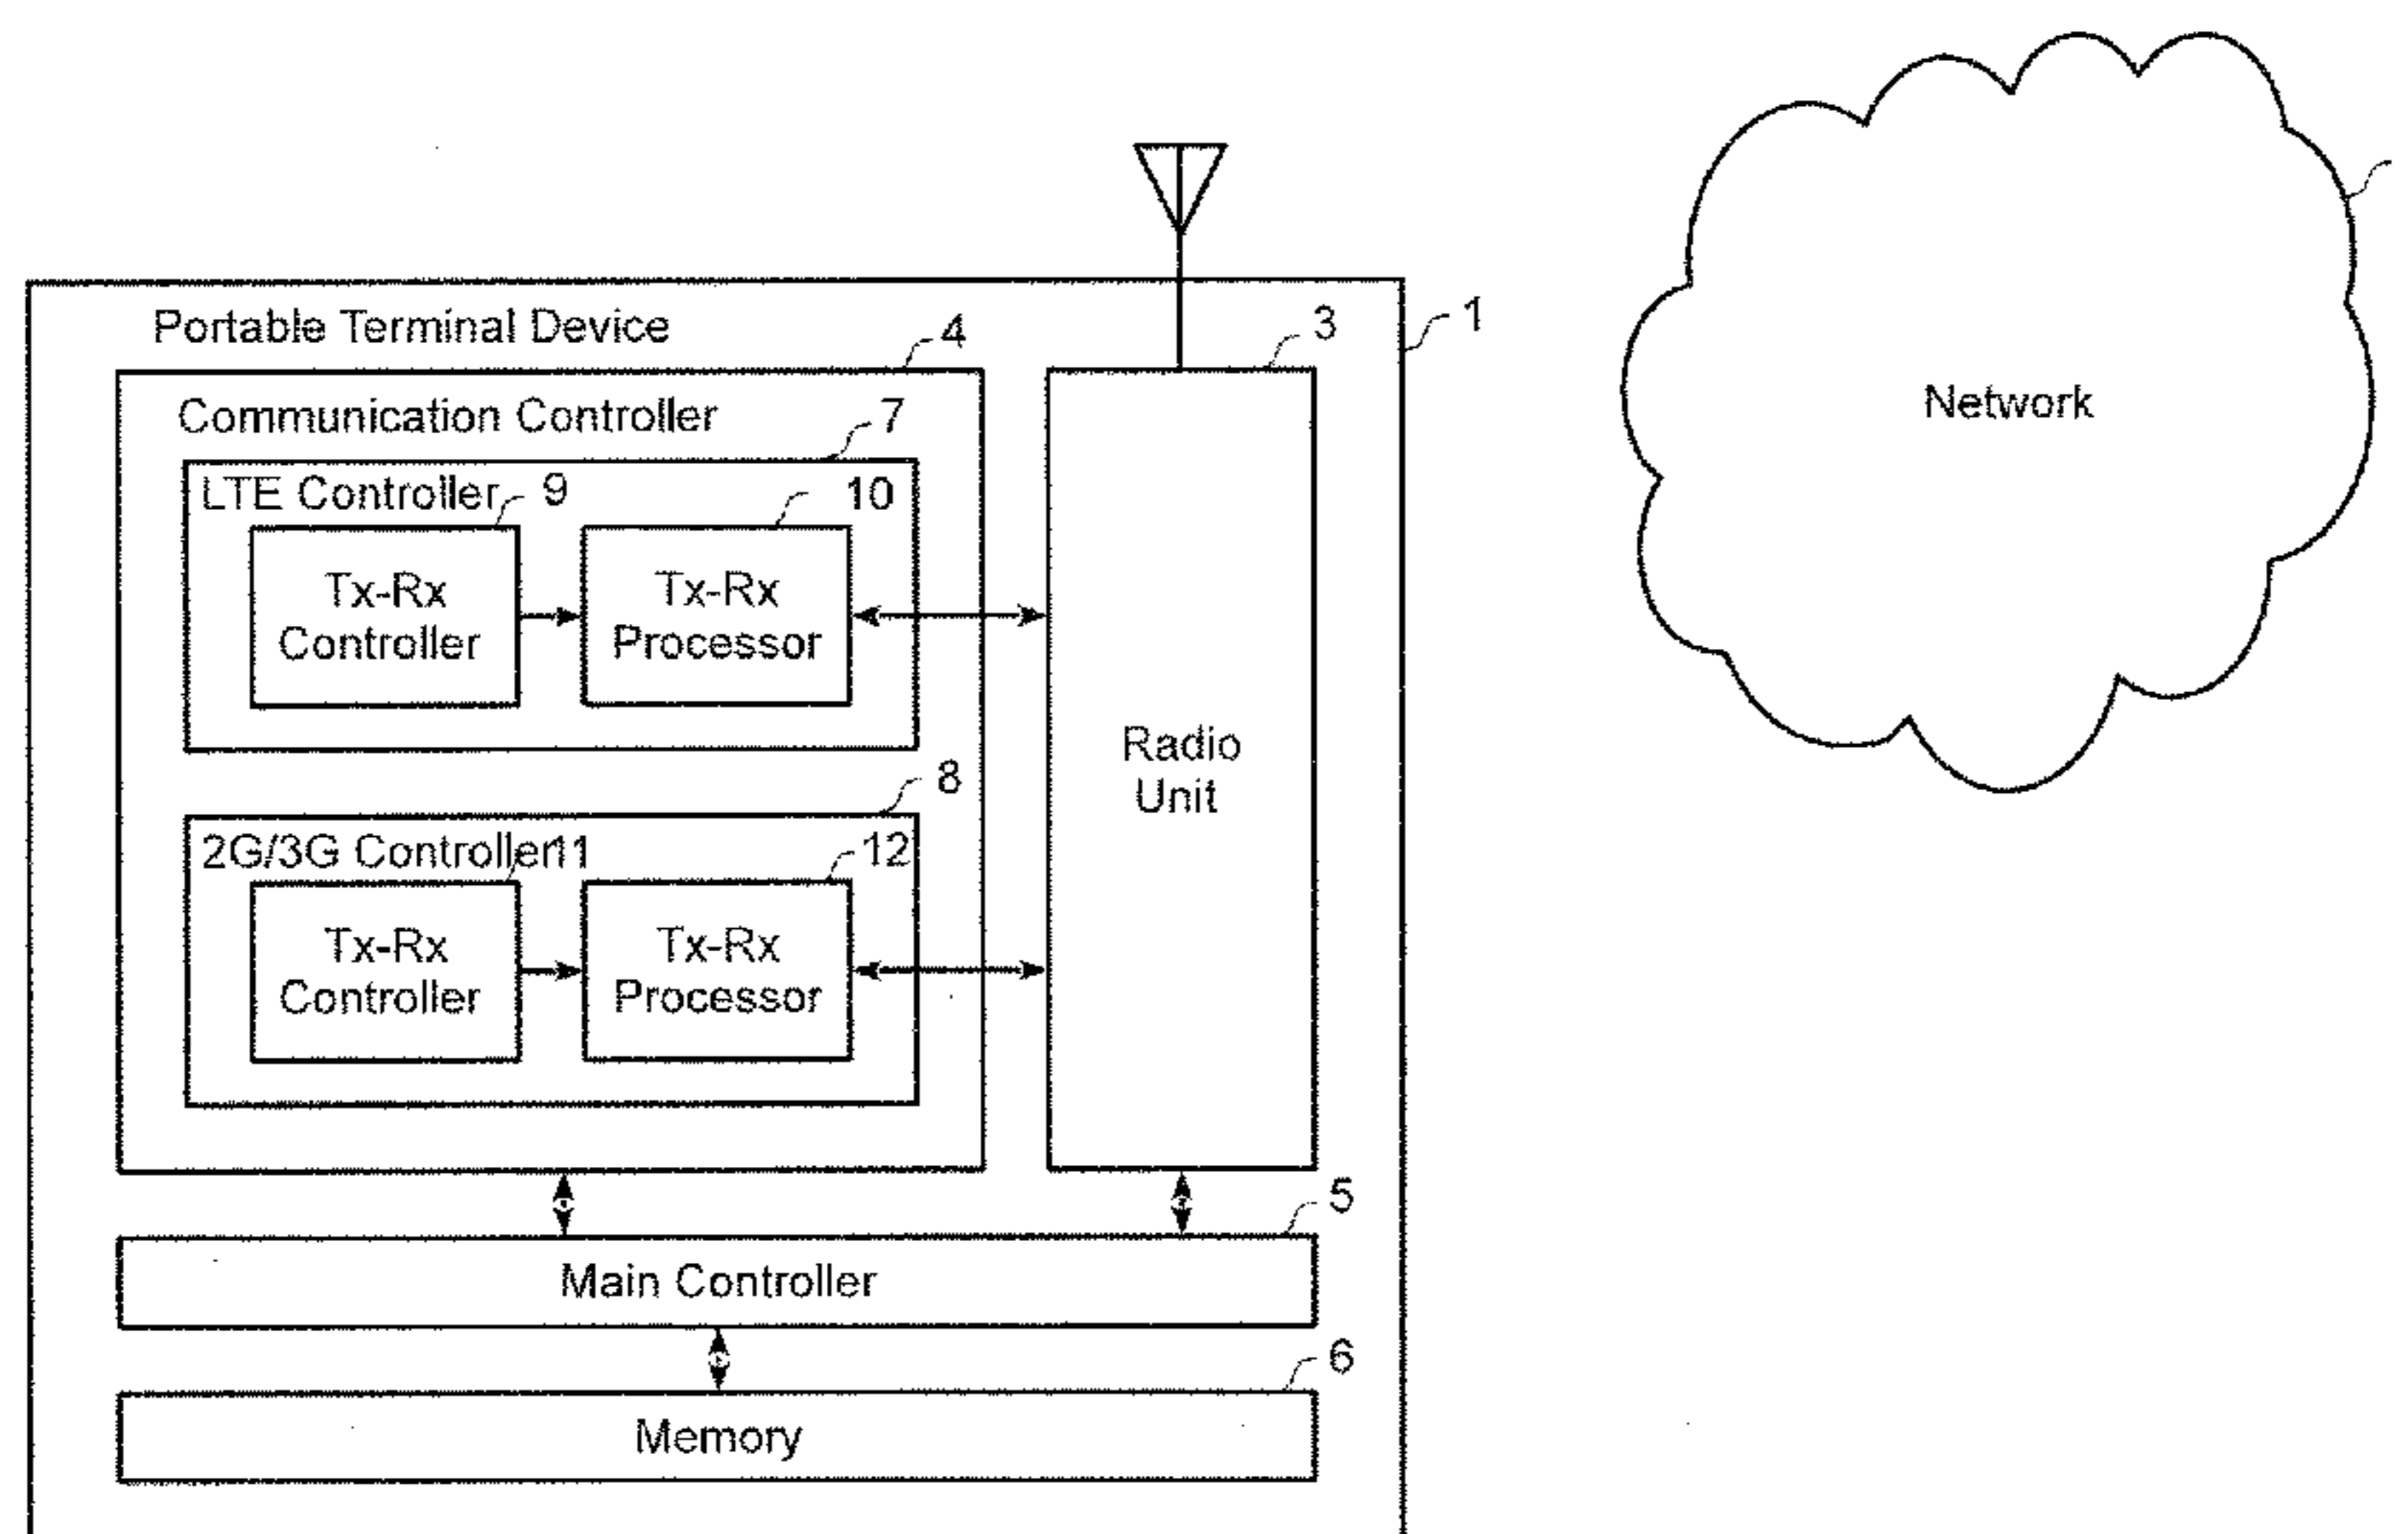 Portable Terminal Device
1
4
3
Communication Controller
7
LTE Controller
9
10
Tx-Rx
Controller
Tx-Rx
Processor
8
2G/3G Controller
11
12
Tx-Rx
Controller
Tx-Rx
Processor
Radio
Unit
5
Main Controller
6
Memory
Network